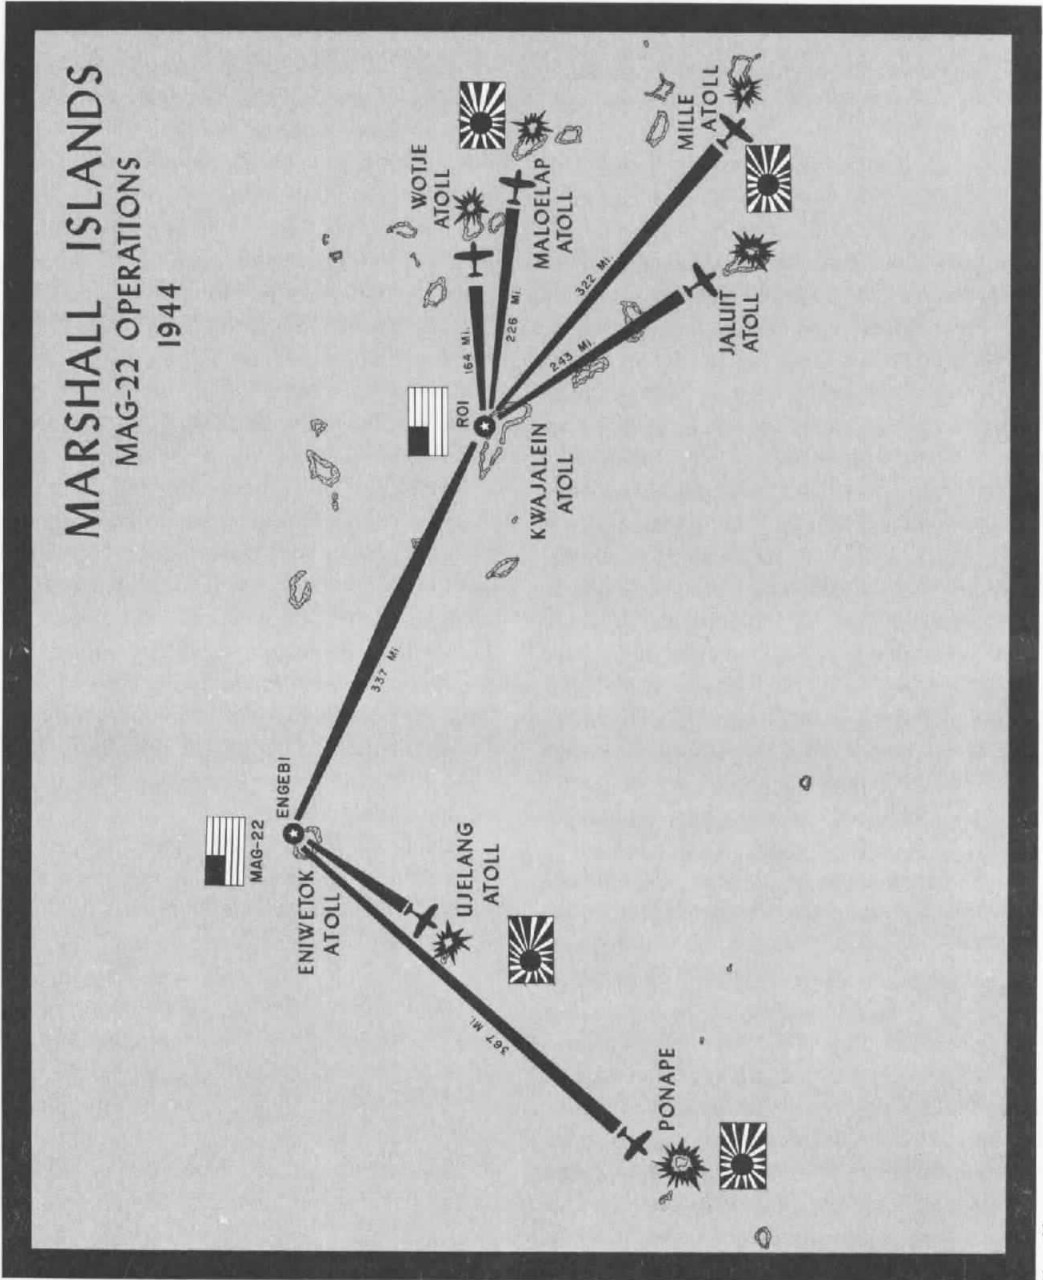 MARSHALL ISLANDS
MAG-22 OPERATIONS
1944
MAG-22
ENGEBI
ENIWETOK
ATOLL
337 MI.
UJELANG
ATOLL
367 MI.
PONAPE
ROI
KWAJALEIN
ATOLL
164 MI.
WOTJE
ATOLL
226 MI.
MALOELAP
ATOLL
322 MI.
MILLE
ATOLL
243 MI.
JALUIT
ATOLL